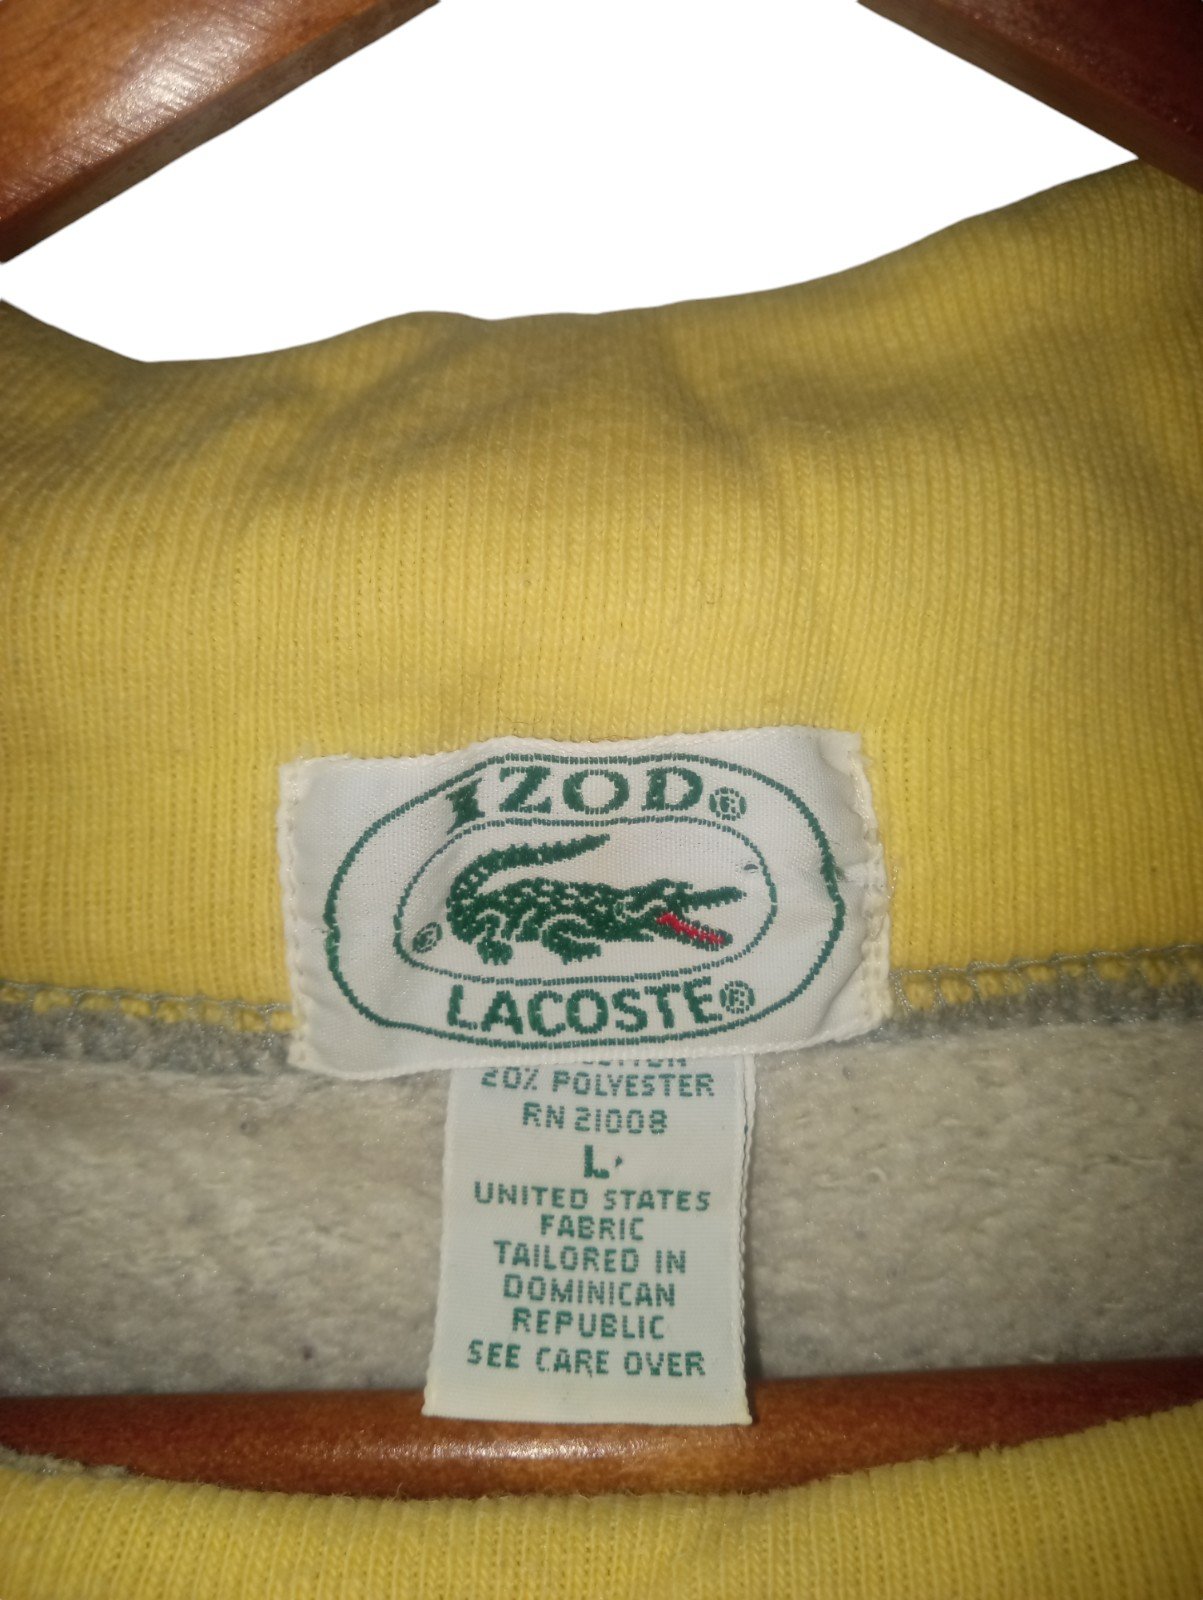 IZOD®
®
LACOSTE®
20% POLYESTER
RN 21008
L
UNITED STATES
FABRIC
TAILORED IN
DOMINICAN
REPUBLIC
SEE CARE OVER